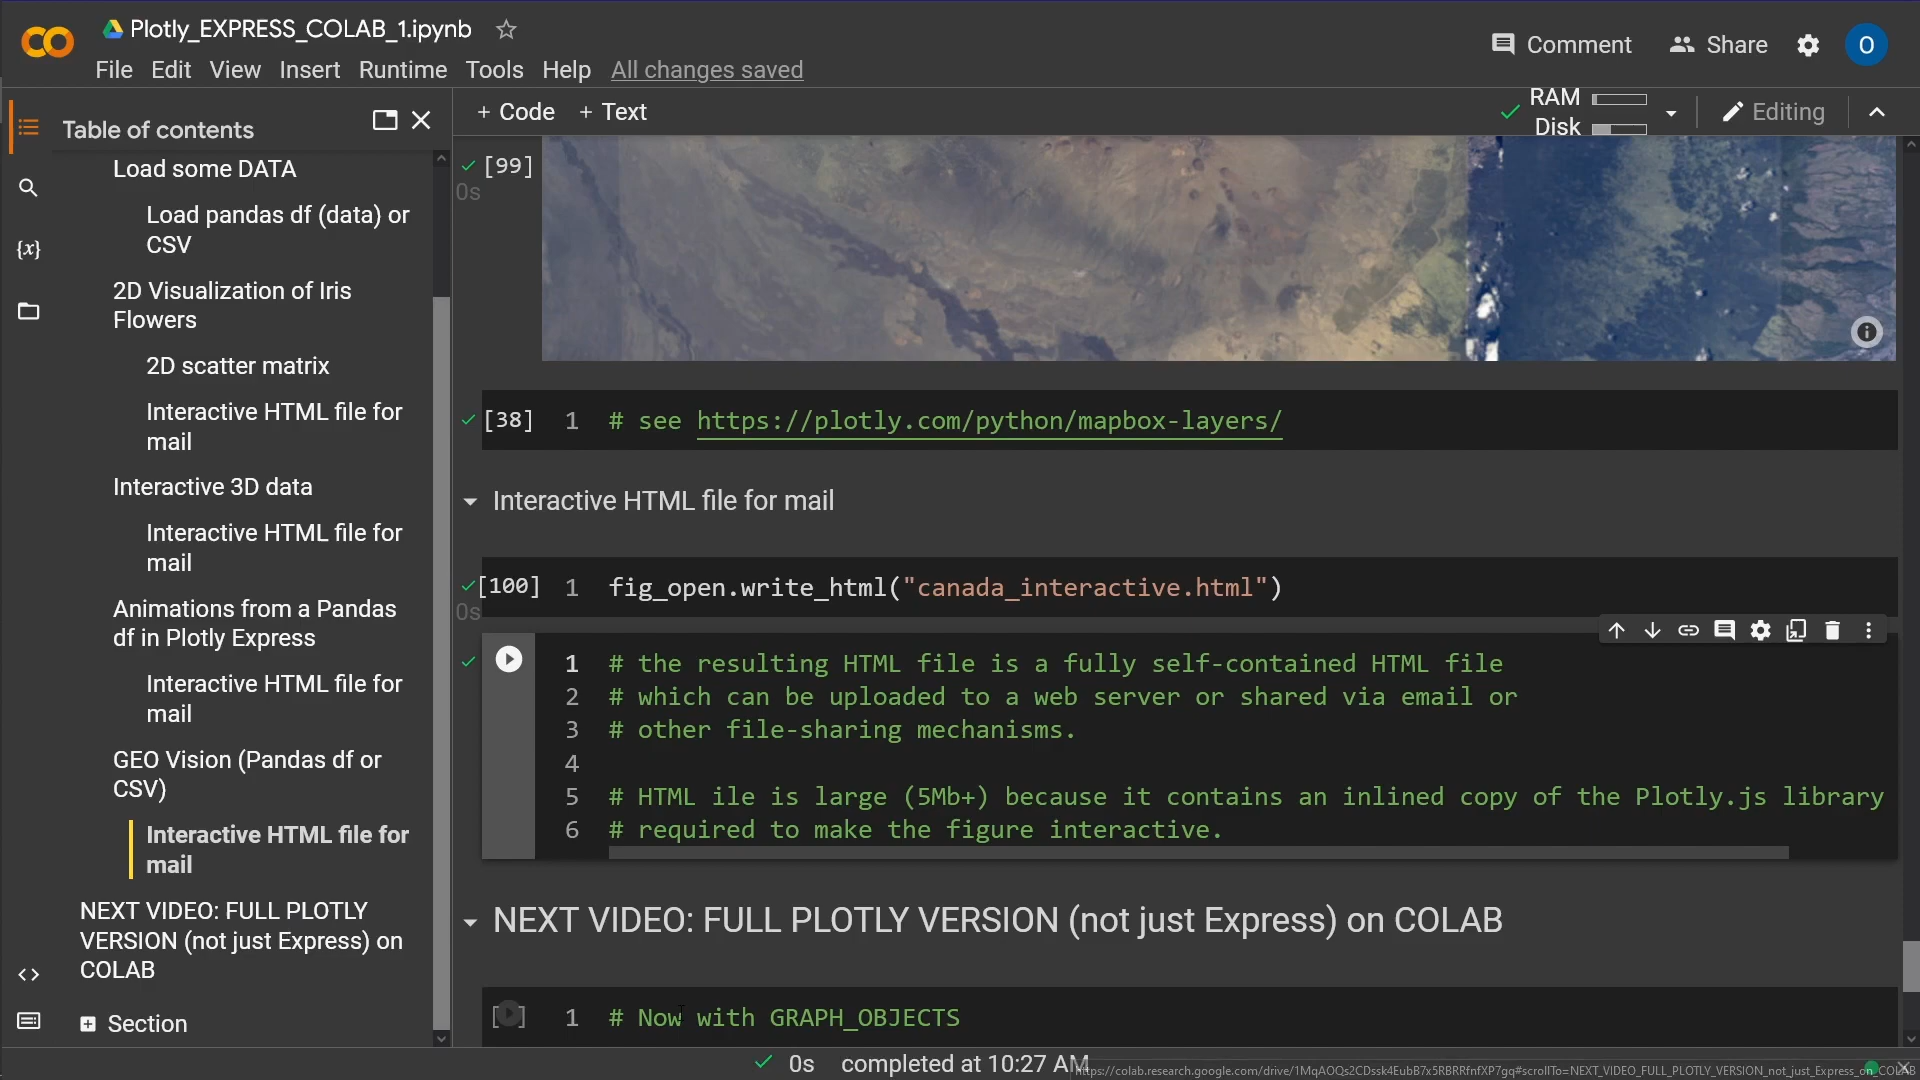 Plotly_EXPRESS_COLAB_1.ipynb
Comment
Share
O
File Edit View Insert Runtime Tools Help All changes saved
Table of contents
+ Code + Text
RAM
Disk
Editing
Load some DATA
Load pandas df (data) or
CSV
2D Visualization of Iris
Flowers
2D scatter matrix
Interactive HTML file for
mail
Interactive 3D data
Interactive HTML file for
mail
Animations from a Pandas
df in Plotly Express
Interactive HTML file for
mail
GEO Vision (Pandas df or
CSV)
Interactive HTML file for
mail
NEXT VIDEO: FULL PLOTLY
VERSION (not just Express) on
COLAB
Section
{x}
[99]
0s
[38] 1 # see https://plotly.com/python/mapbox-layers/
Interactive HTML file for mail
[100] 1 fig_open.write_html("canada_interactive.html")
0s
1 # the resulting HTML file is a fully self-contained HTML file
2 # which can be uploaded to a web server or shared via email or
3 # other file-sharing mechanisms.
4
5 # HTML ile is large (5Mb+) because it contains an inlined copy of the Plotly.js library
6 # required to make the figure interactive.
NEXT VIDEO: FULL PLOTLY VERSION (not just Express) on COLAB
[ ] 1 # Now with GRAPH_OBJECTS
0s completed at 10:27 AM